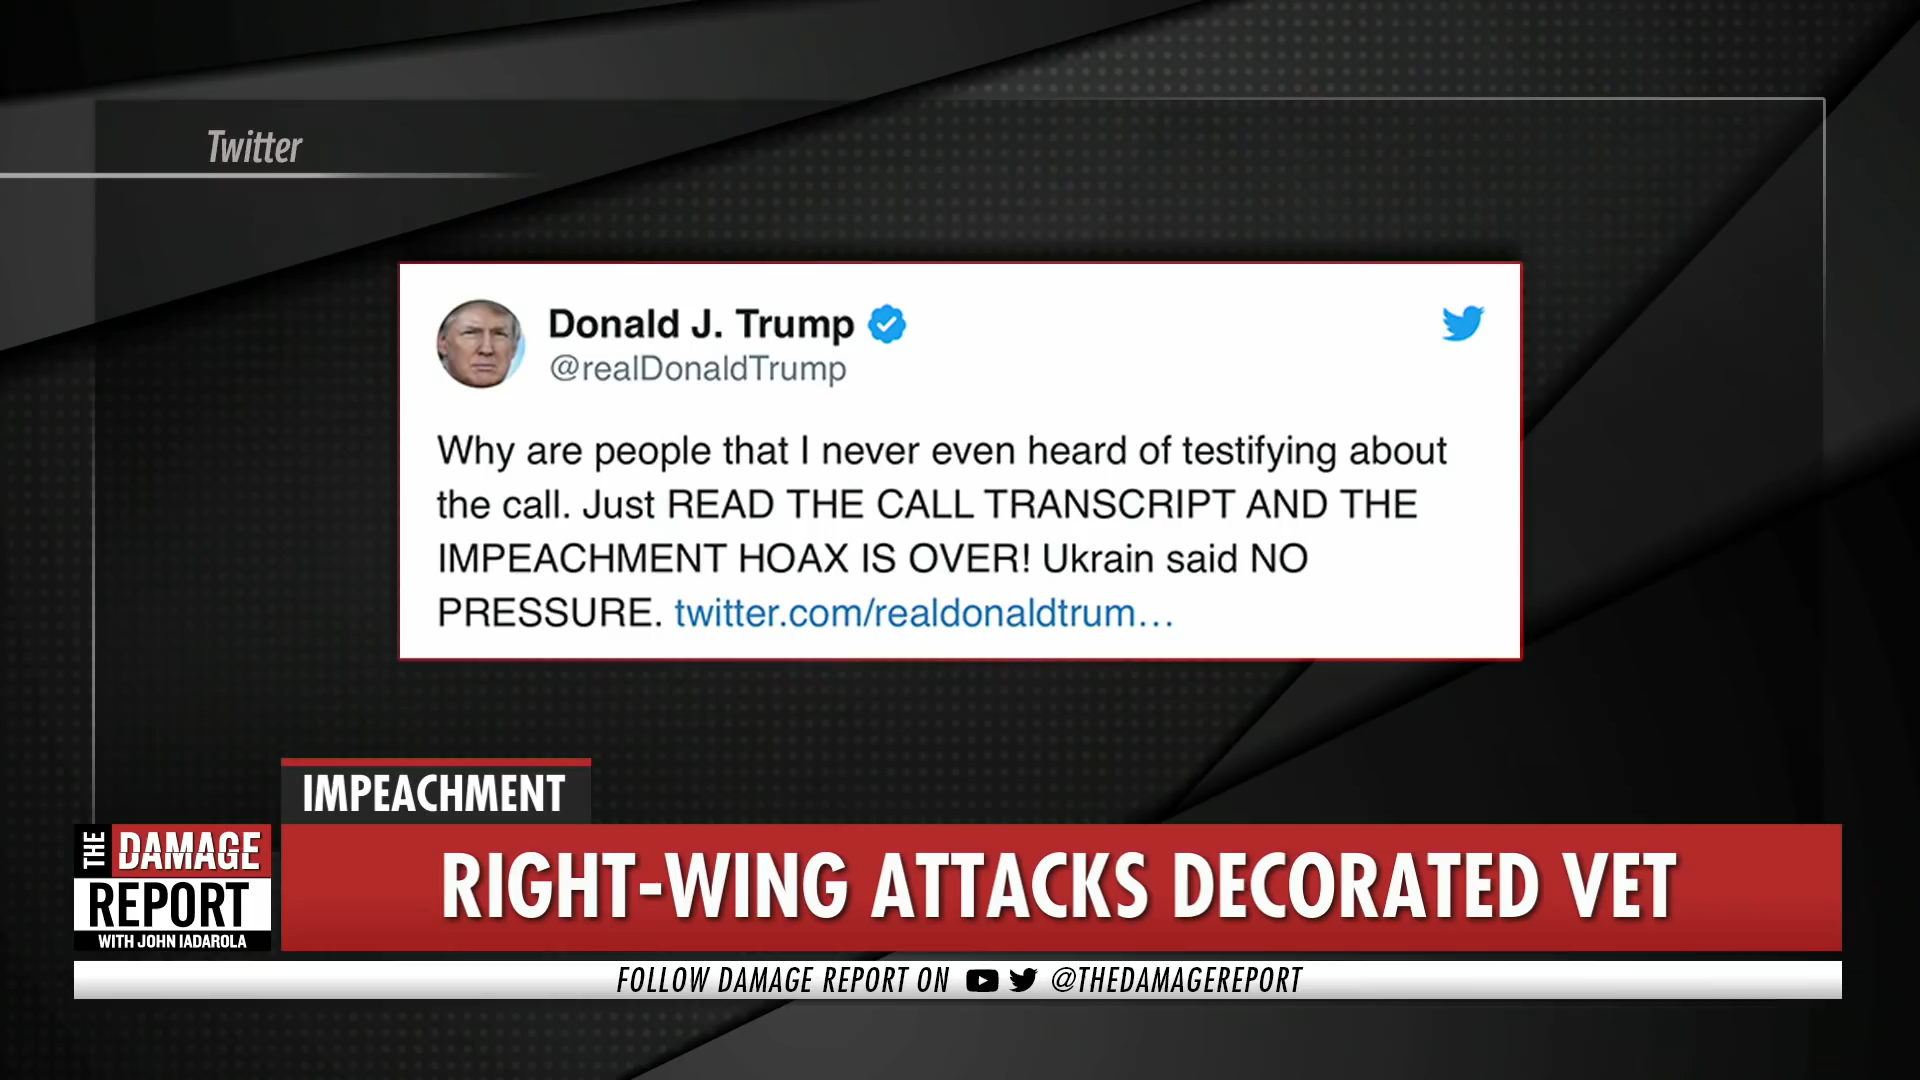 Twitter
Donald J. Trump
@realDonaldTrump
Why are people that I never even heard of testifying about
the call. Just READ THE CALL TRANSCRIPT AND THE
IMPEACHMENT HOAX IS OVER! Ukrain said NO
PRESSURE. twitter.com/realdonaldtrum…
IMPEACHMENT
THE DAMAGE
REPORT
WITH JOHN IADAROLA
RIGHT-WING ATTACKS DECORATED VET
FOLLOW DAMAGE REPORT ON @THEDAMAGEREPORT